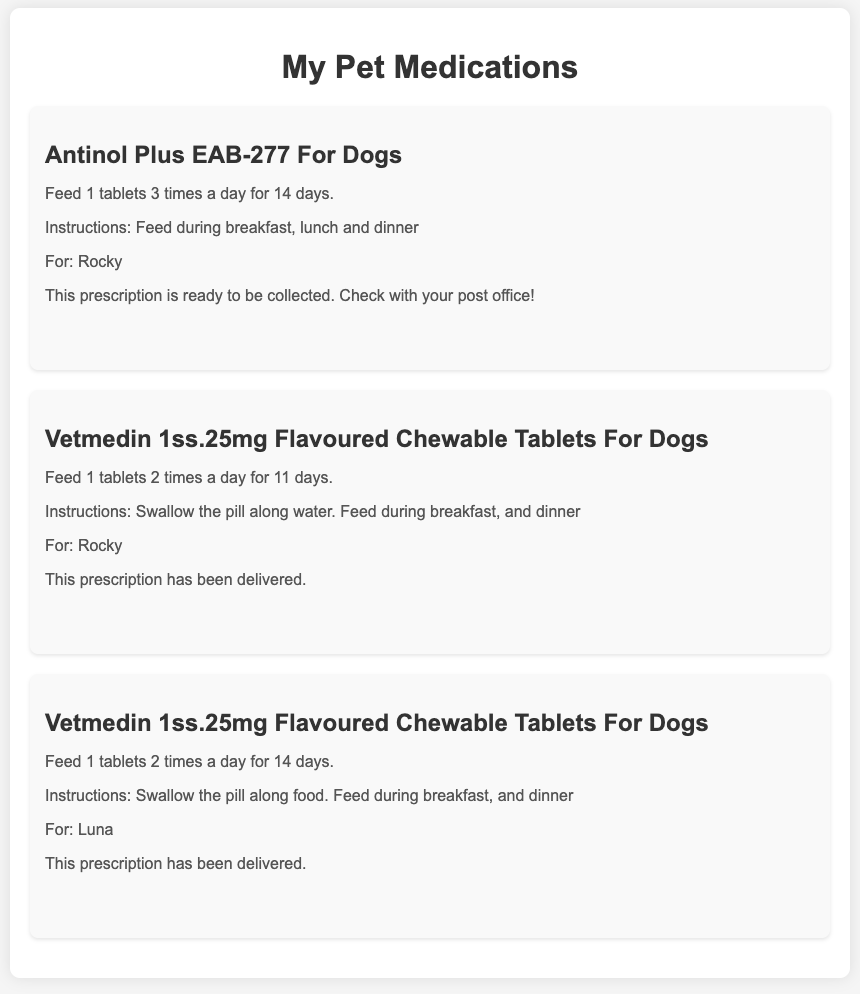 My Pet Medications
Antinol Plus EAB-277 For Dogs
Feed 1 tablets 3 times a day for 14 days.
Instructions: Feed during breakfast, lunch and dinner
For: Rocky
This prescription is ready to be collected. Check with your post office!
Vetmedin 1ss.25mg Flavoured Chewable Tablets For Dogs
Feed 1 tablets 2 times a day for 11 days.
Instructions: Swallow the pill along water. Feed during breakfast, and dinner
For: Rocky
This prescription has been delivered.
Vetmedin 1ss.25mg Flavoured Chewable Tablets For Dogs
Feed 1 tablets 2 times a day for 14 days.
Instructions: Swallow the pill along food. Feed during breakfast, and dinner
For: Luna
This prescription has been delivered.